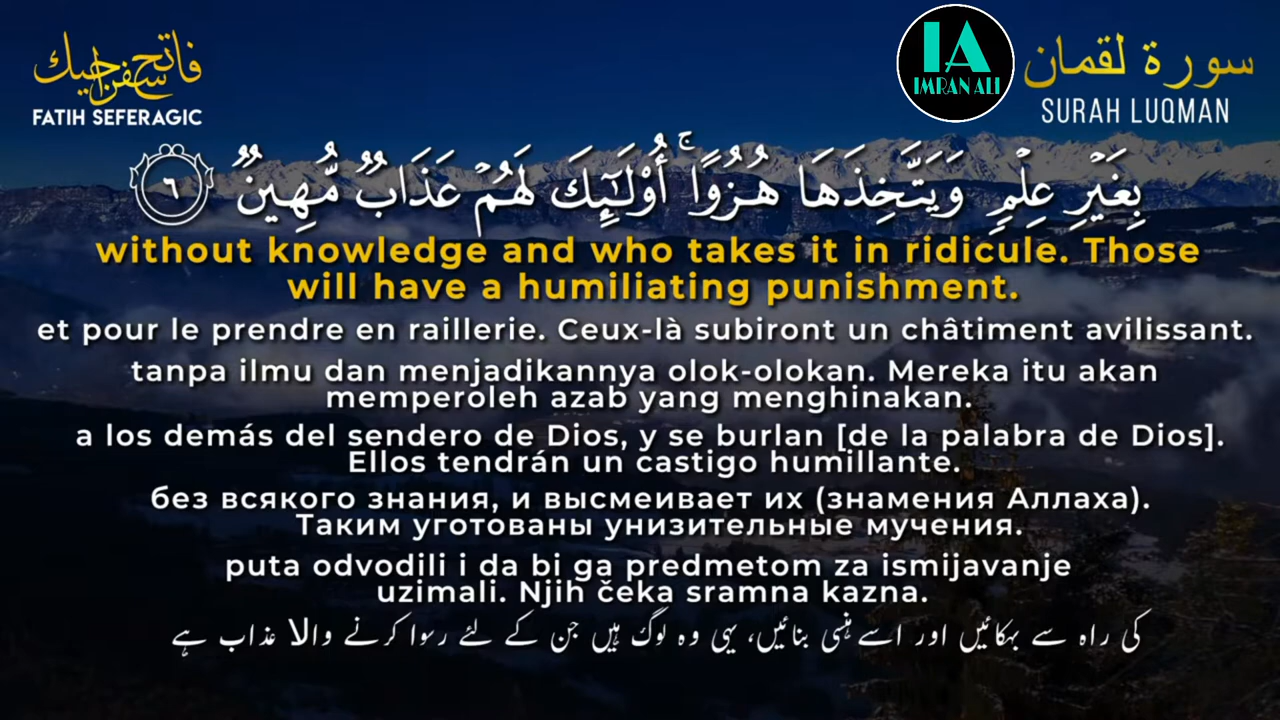 فاتح سفراجيك
FATIH SEFERAGIC
IA
IMRAN ALI
سورة لقمان
SURAH LUQMAN
بِغَيْرِ عِلْمٍ وَيَتَّخِذَهَا هُزُوًا ۚ أُو۟لَـٰٓئِكَ لَهُمْ عَذَابٌ مُّهِينٌ ٦
without knowledge and who takes it in ridicule. Those
will have a humiliating punishment.
et pour le prendre en raillerie. Ceux-là subiront un châtiment avilissant.
tanpa ilmu dan menjadikannya olok-olokan. Mereka itu akan
memperoleh azab yang menghinakan.
a los demás del sendero de Dios, y se burlan [de la palabra de Dios].
Ellos tendrán un castigo humillante.
без всякого знания, и высмеивает их (знамения Аллаха).
Таким уготованы унизительные мучения.
puta odvodili i da bi ga predmetom za ismijavanje
uzimali. Njih čeka sramna kazna.
کی راہ سے بہکائیں اور اسے ہنسی بنائیں، یہی وہ لوگ ہیں جن کے لئے رسوا کرنے والا عذاب ہے